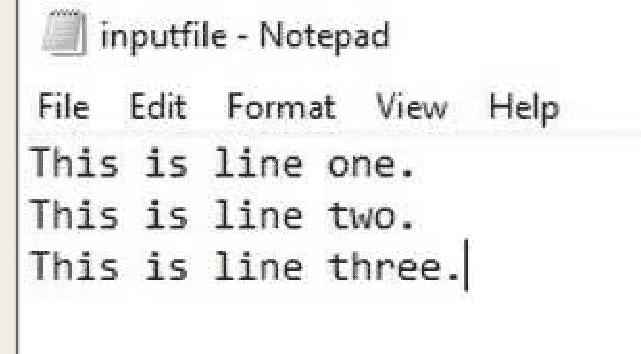 inputfile - Notepad
File Edit Format View Help
This is line one.
This is line two.
This is line three.